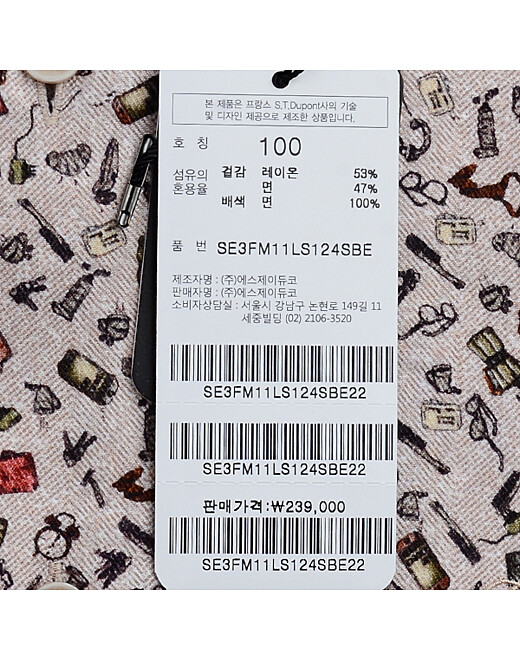 본 제품은 프랑스 S.T.Dupont사의 기술
및 디자인 제공으로 제조한 상품입니다.
호 칭 100
섬유의 혼용율 겉감 레이온 53%
면 47%
배색 면 100%
품 번 SE3FM11LS124SBE
제조자명 : (주)에스제이듀코
판매자명 : (주)에스제이듀코
소비자상담실 : 서울시 강남구 논현로 149길 11
세중빌딩 (02) 2106-3520
SE3FM11LS124SBE22
SE3FM11LS124SBE22
판매가격:₩239,000
SE3FM11LS124SBE22